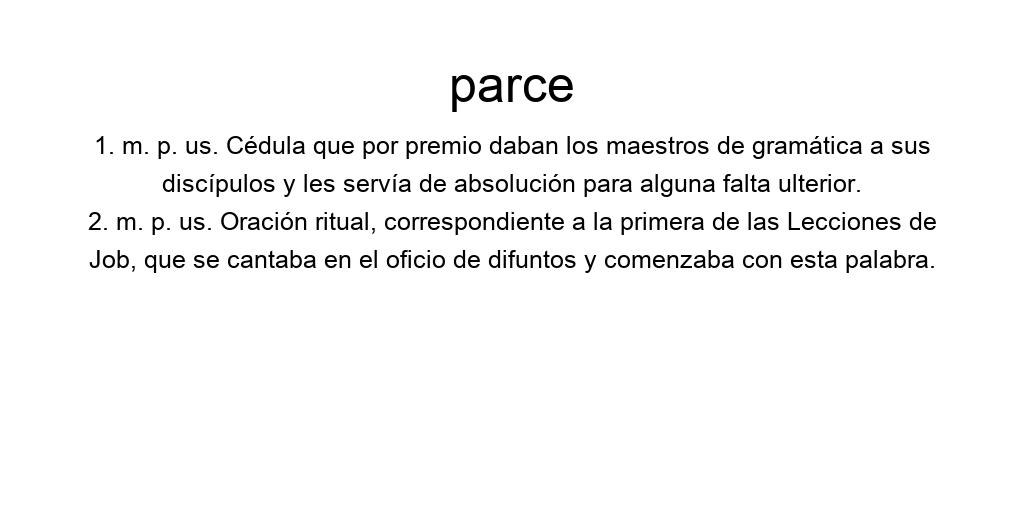 parce
1. m. p. us. Cédula que por premio daban los maestros de gramática a sus
discípulos y les servía de absolución para alguna falta ulterior.
2. m. p. us. Oración ritual, correspondiente a la primera de las Lecciones de
Job, que se cantaba en el oficio de difuntos y comenzaba con esta palabra.